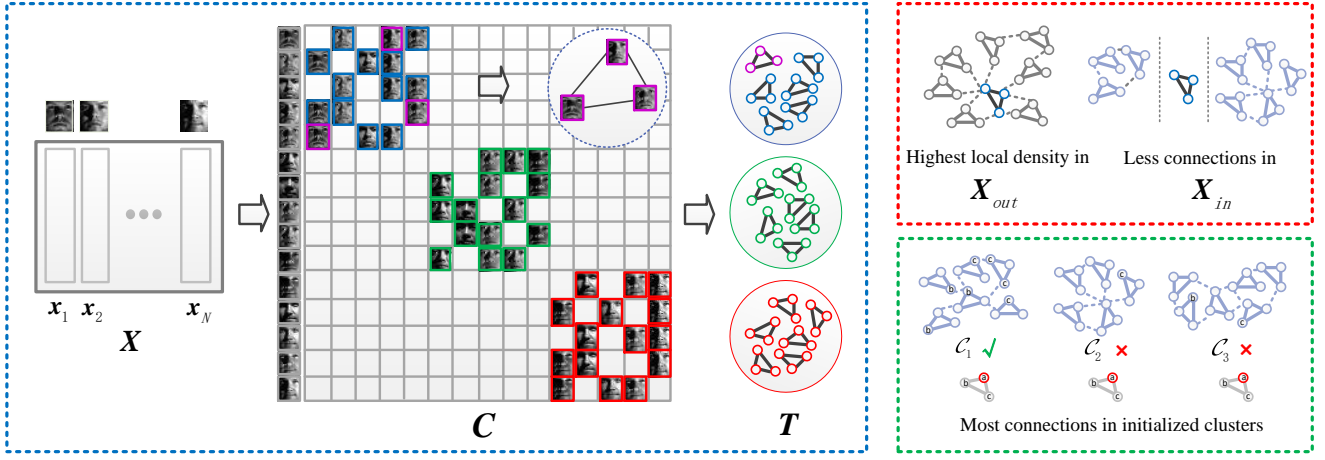 x1 x2 xN
X
C
T
Highest local density in
Xout
Less connections in
Xin
c c
b b c
c
b
c
b
c
C1 C2 C3
a a a
b b b
c c c
Most connections in initialized clusters